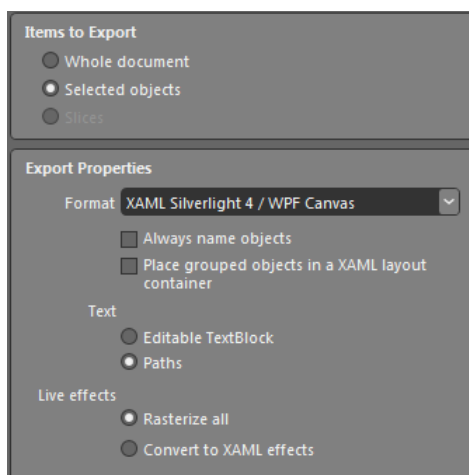 Items to Export
Whole document
Selected objects
Slices
Export Properties
Format XAML Silverlight 4 / WPF Canvas
Always name objects
Place grouped objects in a XAML layout
container
Text
Editable TextBlock
Paths
Live effects
Rasterize all
Convert to XAML effects